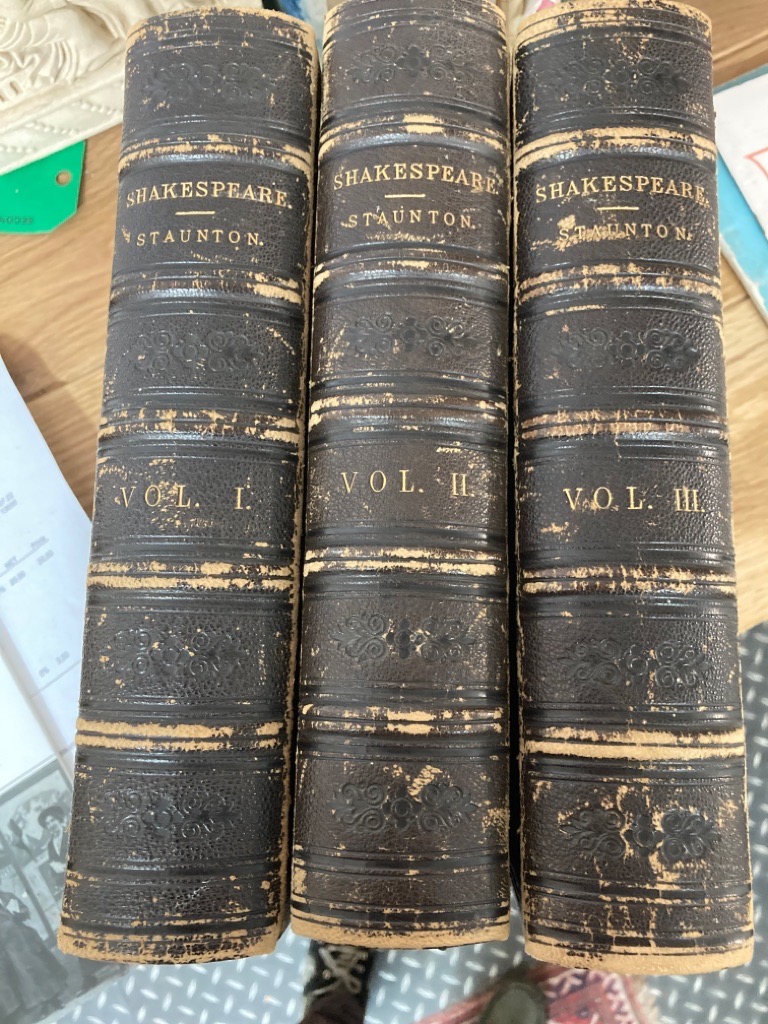 SHAKESPEARE.
STAUNTON.
VOL. I.
SHAKESPEARE.
STAUNTON.
VOL. II.
SHAKESPEARE.
STAUNTON.
VOL. III.